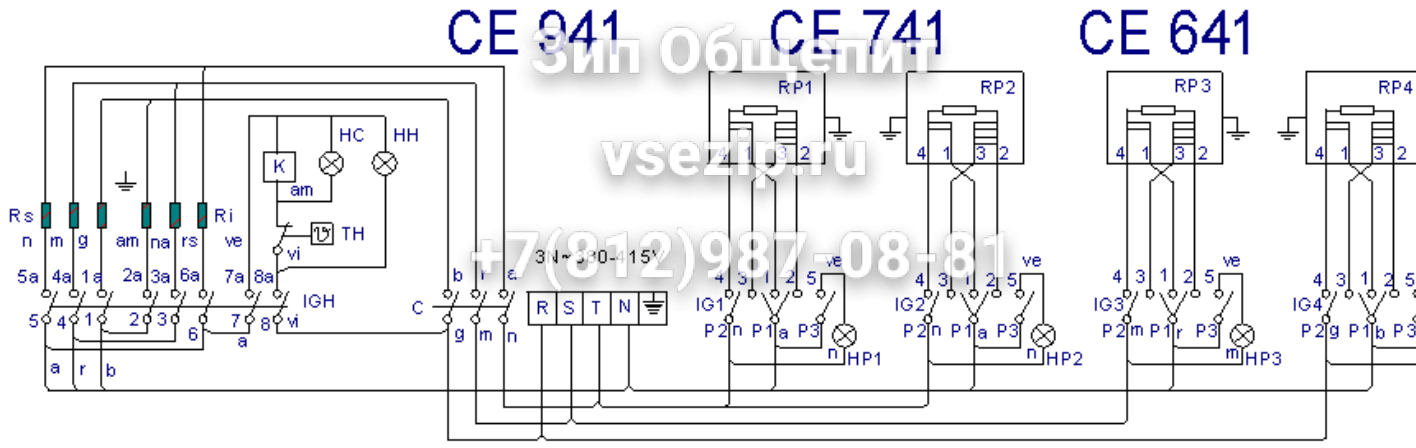 CE 941 CE 741 CE 641
Зип Общепит
vsezip.ru
+7(812)987-08-81
RP1 RP2 RP3 RP4
HC HH
K
am
4 1 3 2 4 1 3 2 4 1 3 2 4 1 3 2
Rs Ri
TH
n m g am na rs ve vi
3N~380-415V
5a 4a 1a 2a 3a 6a 7a 8a
b r a
ve ve ve
4 3 1 2 5 4 3 1 2 5 4 3 1 2 5 4 3 1 2 5
IGH
C
R S T N
IG1 IG2 IG3 IG4
5 4 1 2 3 6 7 8 vi
a
g m n
P2 n P1 a P3 P2 n P1 a P3 P2 m P1 r P3 P2 g P1 b P3
n HP1 n HP2 m HP3
a r b